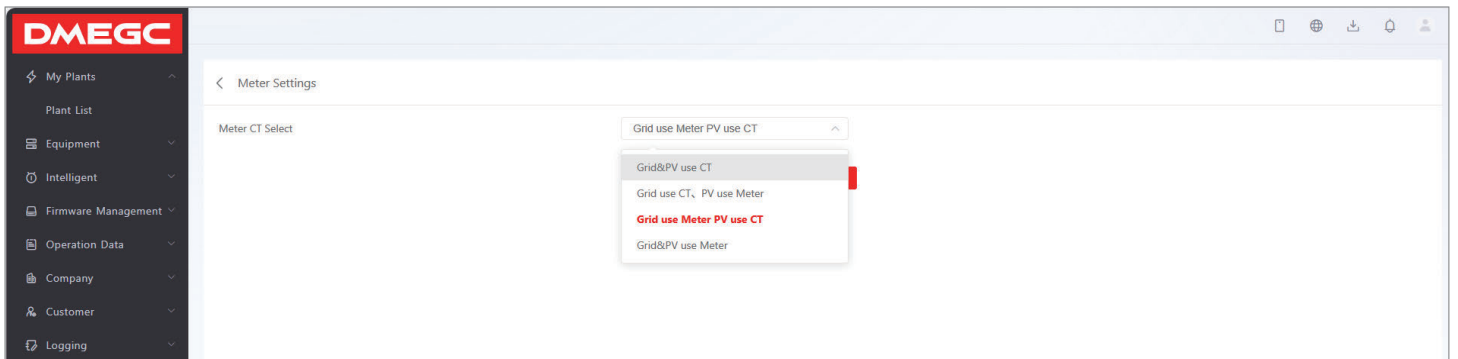 DMEGC
My Plants
Plant List
Equipment
Intelligent
Firmware Management
Operation Data
Company
Customer
Logging
Meter Settings
Meter CT Select
Grid use Meter PV use CT
Grid&PV use CT
Grid use CT、PV use Meter
Grid use Meter PV use CT
Grid&PV use Meter